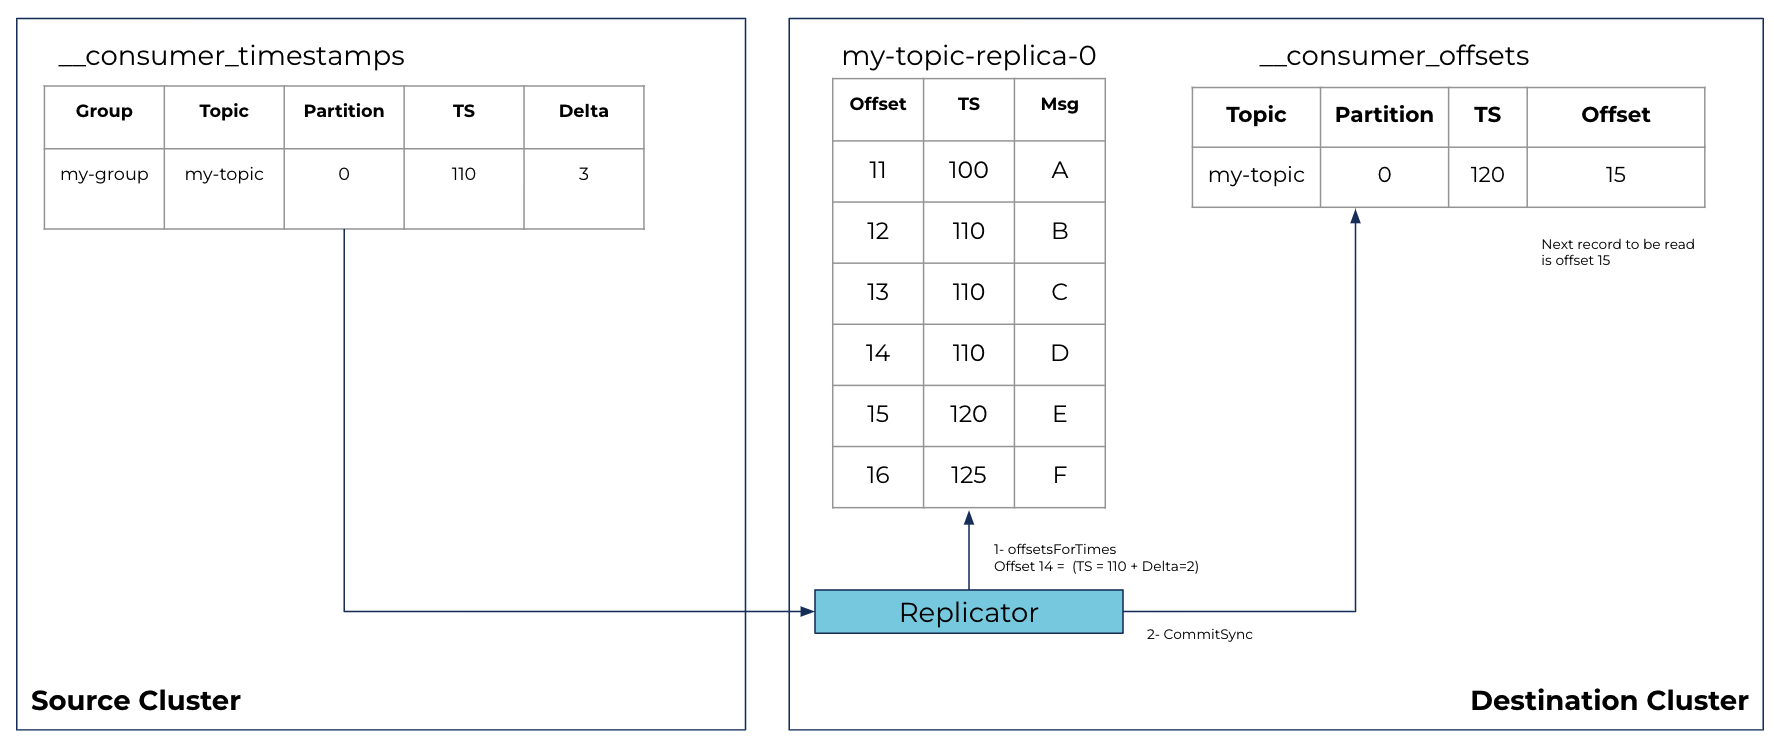 __consumer_timestamps
Group Topic Partition TS Delta
my-group my-topic 0 110 3
my-topic-replica-0
Offset TS Msg
11 100 A
12 110 B
13 110 C
14 110 D
15 120 E
16 125 F
__consumer_offsets
Topic Partition TS Offset
my-topic 0 120 15
Next record to be read
is offset 15
1- offsetsForTimes
Offset 14 = (TS = 110 + Delta=2)
Replicator
2- CommitSync
Source Cluster
Destination Cluster